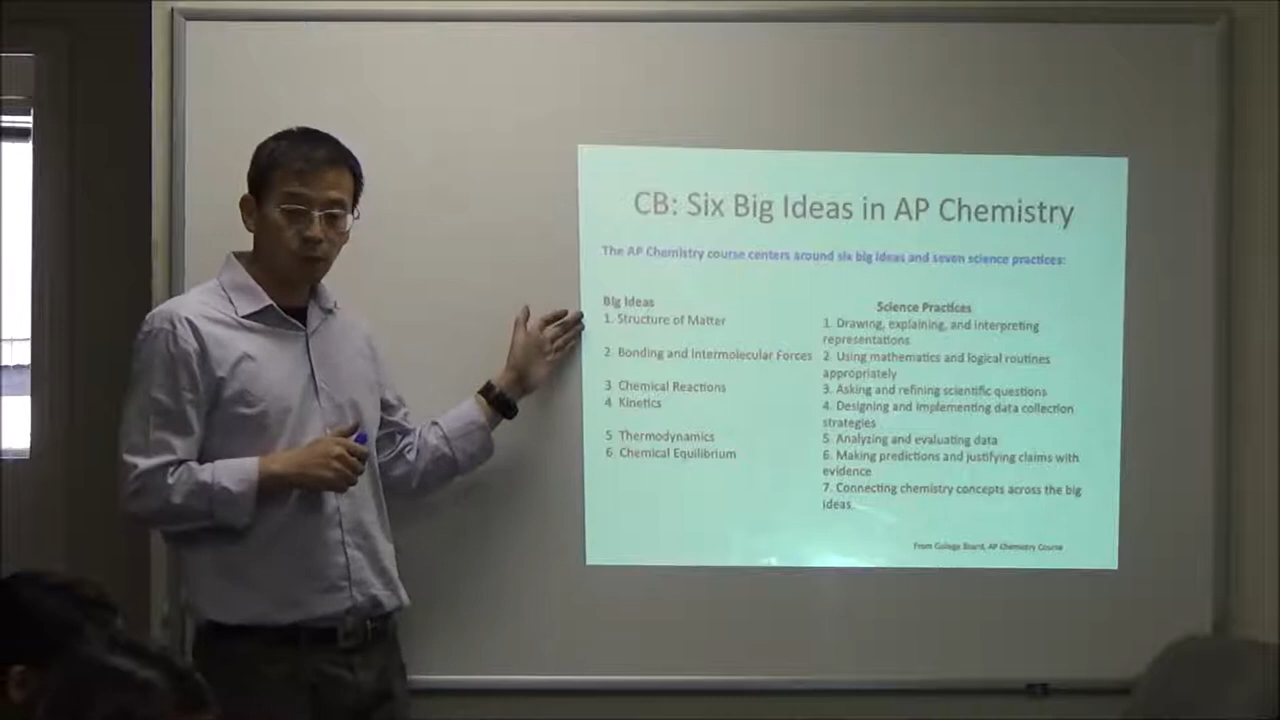 CB: Six Big Ideas in AP Chemistry
The AP Chemistry course centers around six big ideas and seven science practices:
Big Ideas
1. Structure of Matter
2 Bonding and Intermolecular Forces
3 Chemical Reactions
4 Kinetics
5 Thermodynamics
6 Chemical Equilibrium
Science Practices
1. Drawing, explaining, and interpreting
representations
2. Using mathematics and logical routines
appropriately
3. Asking and refining scientific questions
4. Designing and implementing data collection
strategies
5. Analyzing and evaluating data
6. Making predictions and justifying claims with
evidence
7. Connecting chemistry concepts across the big
ideas.
From College Board, AP Chemistry Course